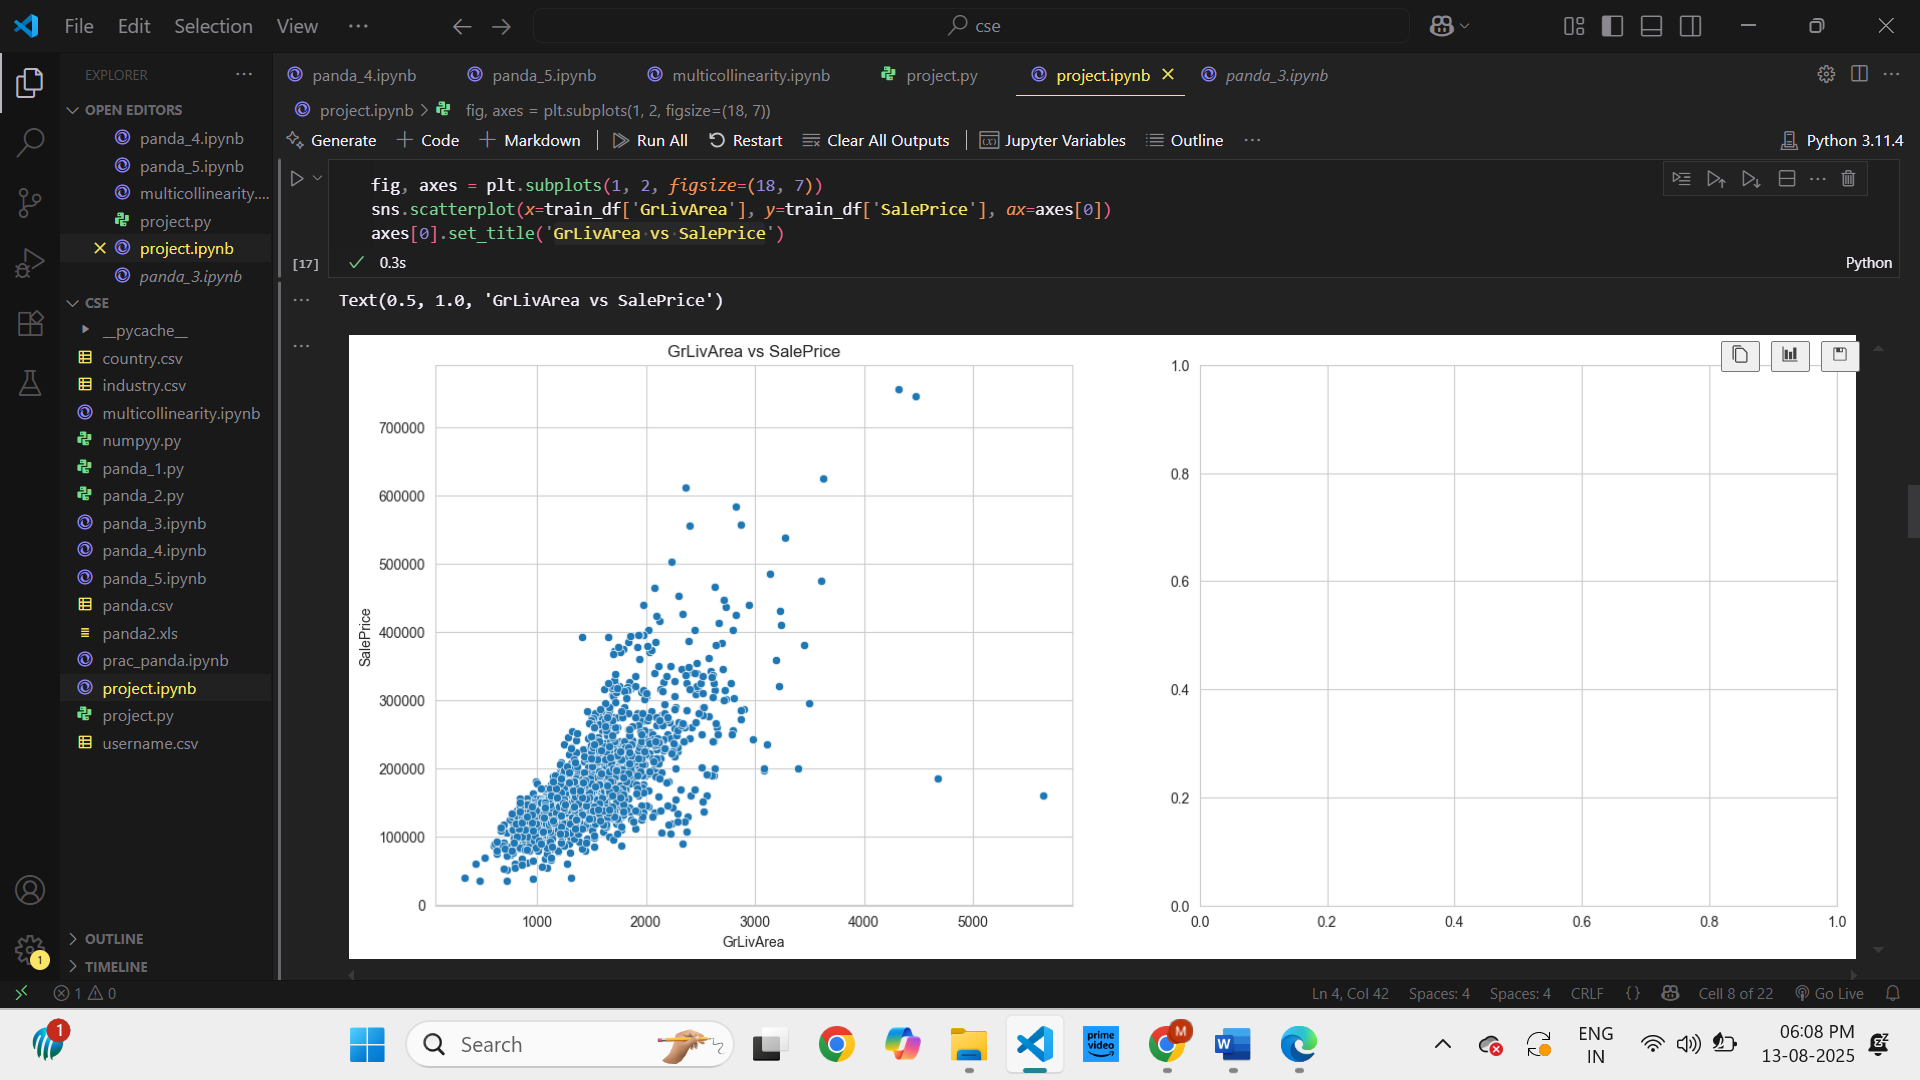 File Edit Selection View ...
cse
EXPLORER ...
OPEN EDITORS
panda_4.ipynb
panda_5.ipynb
multicollinearity....
project.py
project.ipynb
panda_3.ipynb
CSE
__pycache__
country.csv
industry.csv
multicollinearity.ipynb
numpyy.py
panda_1.py
panda_2.py
panda_3.ipynb
panda_4.ipynb
panda_5.ipynb
panda.csv
panda2.xls
prac_panda.ipynb
project.ipynb
project.py
username.csv
OUTLINE
TIMELINE
1
panda_4.ipynb panda_5.ipynb multicollinearity.ipynb project.py project.ipynb panda_3.ipynb ...
project.ipynb > fig, axes = plt.subplots(1, 2, figsize=(18, 7))
Generate + Code + Markdown Run All Restart Clear All Outputs Jupyter Variables Outline ... Python 3.11.4
fig, axes = plt.subplots(1, 2, figsize=(18, 7))
sns.scatterplot(x=train_df['GrLivArea'], y=train_df['SalePrice'], ax=axes[0])
axes[0].set_title('GrLivArea vs SalePrice')
[17] 0.3s Python
Text(0.5, 1.0, 'GrLivArea vs SalePrice')
GrLivArea vs SalePrice
700000
600000
500000
400000
300000
200000
100000
0
SalePrice
1000 2000 3000 4000 5000
GrLivArea
1.0
0.8
0.6
0.4
0.2
0.0
0.0 0.2 0.4 0.6 0.8 1.0
1 0 Ln 4, Col 42 Spaces: 4 Spaces: 4 CRLF {} Cell 8 of 22 Go Live
1
Search
prime video
M
W
ENG
IN
06:08 PM
13-08-2025